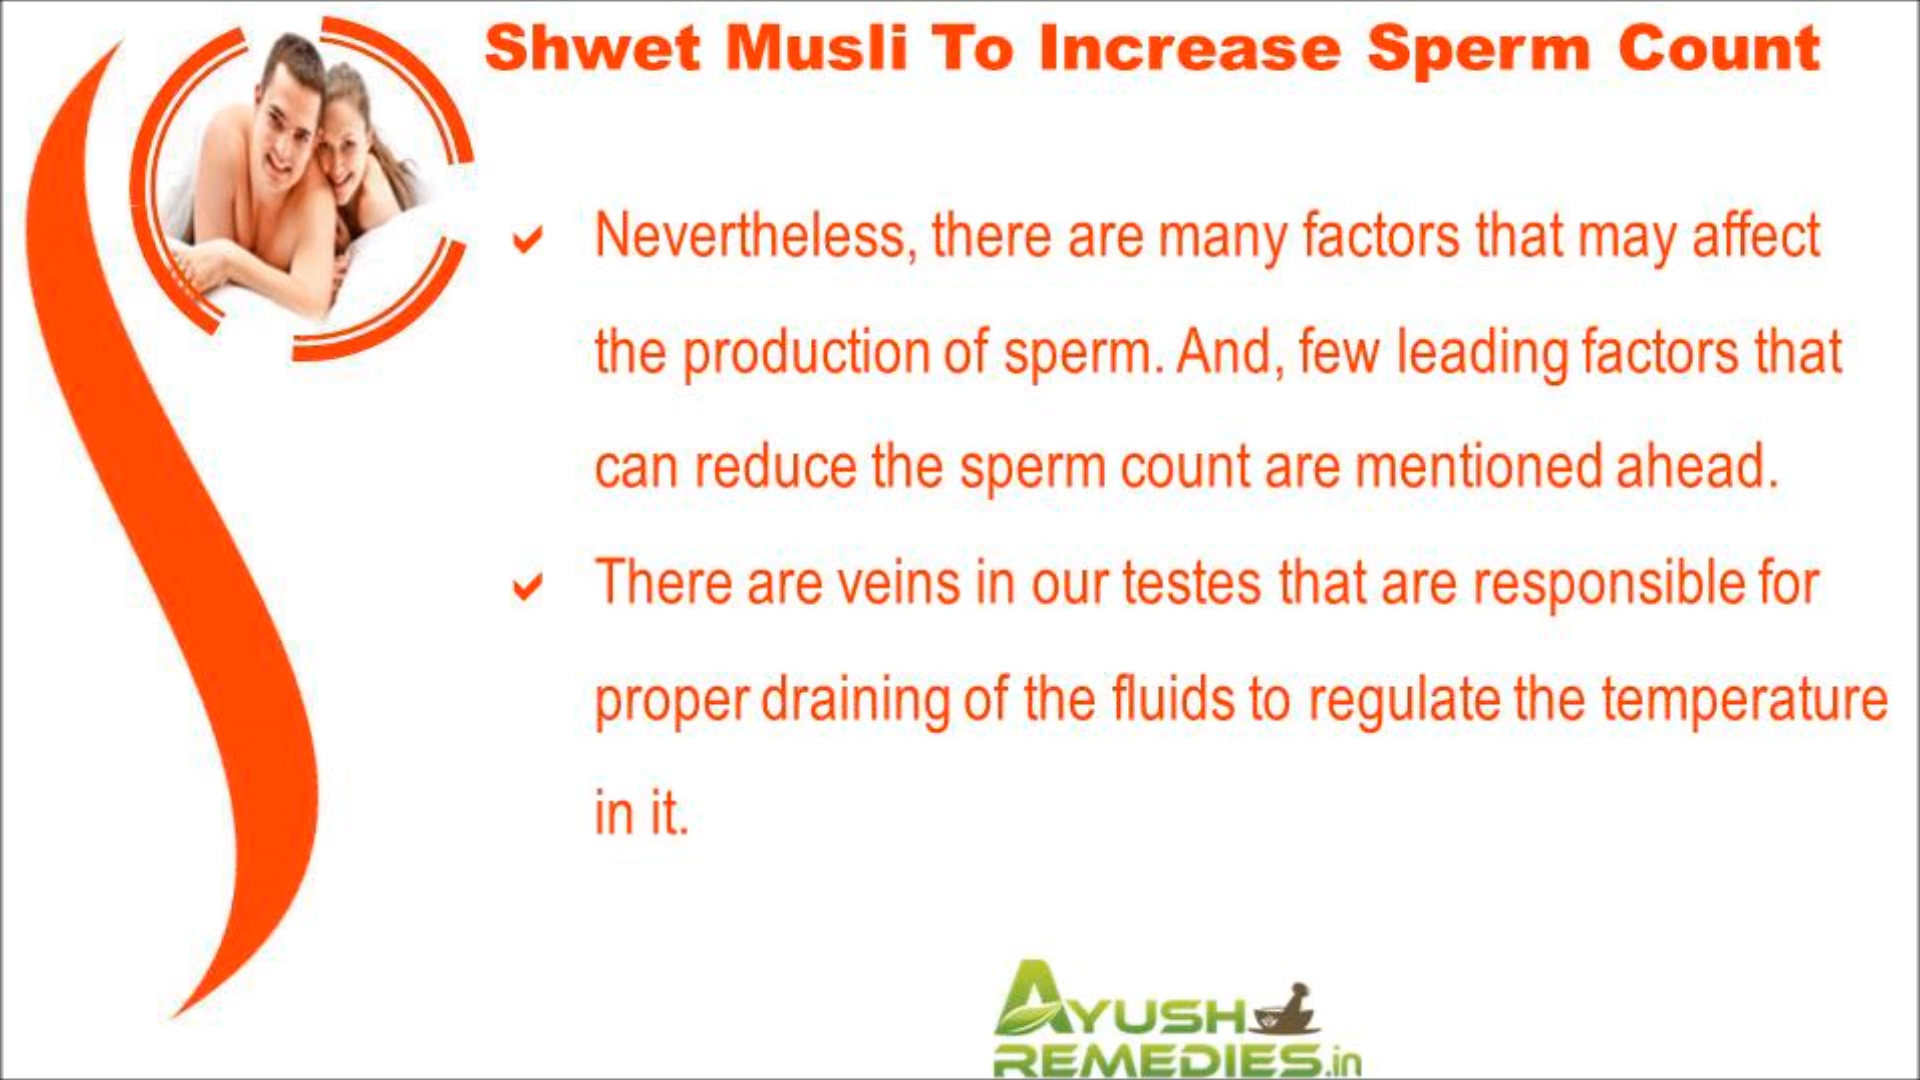 Shwet Musli To Increase Sperm Count
Nevertheless, there are many factors that may affect
the production of sperm. And, few leading factors that
can reduce the sperm count are mentioned ahead.
There are veins in our testes that are responsible for
proper draining of the fluids to regulate the temperature
in it.
AYUSH
REMEDIES.in